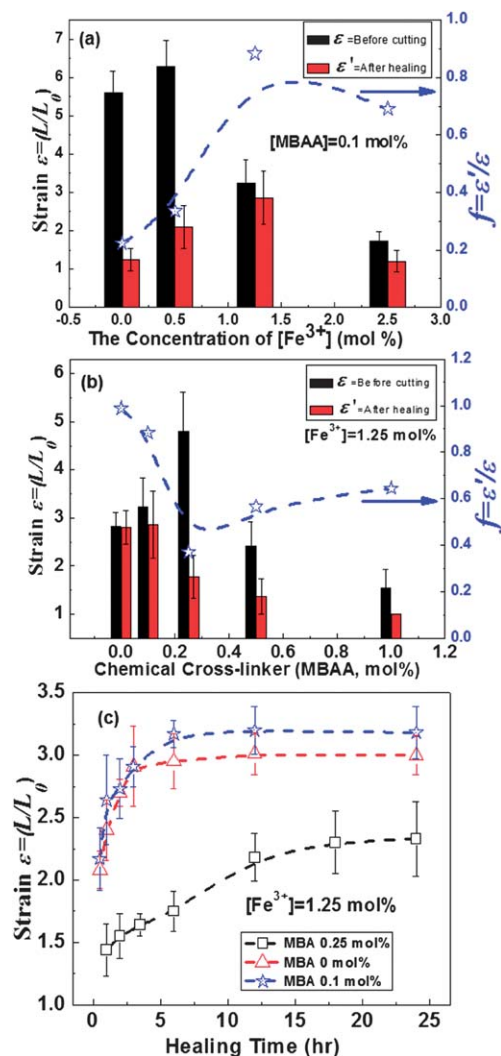 (a)
ε =Before cutting
ε' =After healing
[MBAA]=0.1 mol%
Strain ε=(L/L0)
f=ε'/ε
7
6
5
4
3
2
1
0
1.0
0.8
0.6
0.4
0.2
0.0
-0.5 0.0 0.5 1.0 1.5 2.0 2.5 3.0
The Concentration of [Fe3+] (mol %)
(b)
ε =Before cutting
ε' =After healing
[Fe3+]=1.25 mol%
Strain ε=(L/L0)
f=ε'/ε
6
5
4
3
2
1
1.2
1.0
0.8
0.6
0.4
0.2
0.0
0.0 0.2 0.4 0.6 0.8 1.0 1.2
Chemical Cross-linker (MBAA, mol%)
(c)
Strain ε=(L/L0)
3.5
3.0
2.5
2.0
1.5
1.0
[Fe3+]=1.25 mol%
MBA 0.25 mol%
MBA 0 mol%
MBA 0.1 mol%
0 5 10 15 20 25
Healing Time (hr)